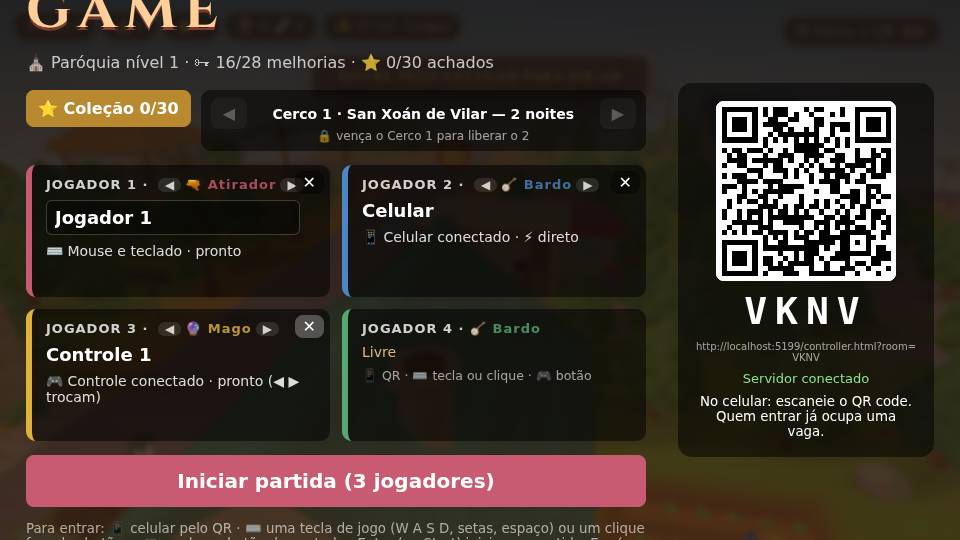 GAME
Paróquia nível 1 · 16/28 melhorias · 0/30 achados
Coleção 0/30
Cerco 1 · San Xoán de Vilar — 2 noites
vença o Cerco 1 para liberar o 2
JOGADOR 1 · Atirador
Jogador 1
Mouse e teclado · pronto
JOGADOR 2 · Bardo
Celular
Celular conectado · ⚡ direto
JOGADOR 3 · Mago
Controle 1
Controle conectado · pronto (◀ ▶
trocam)
JOGADOR 4 · Bardo
Livre
QR · tecla ou clique · botão
Iniciar partida (3 jogadores)
Para entrar: celular pelo QR · uma tecla de jogo (W A S D, setas, espaço) ou um clique
VKNV
http://localhost:5199/controller.html?room=
VKNV
Servidor conectado
No celular: escaneie o QR code.
Quem entrar já ocupa uma
vaga.